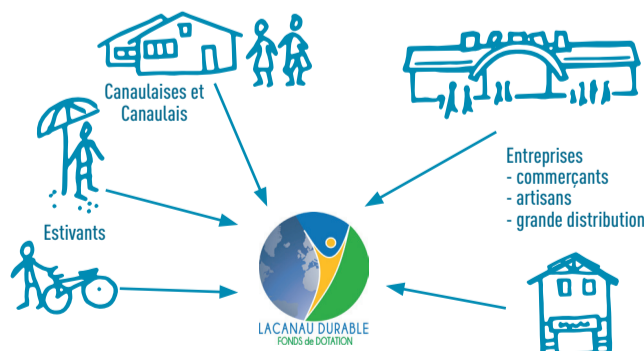 Canaulaises et
Canaulais
Entreprises
- commerçants
- artisans
- grande distribution
Estivants
LACANAU DURABLE
FONDS de DOTATION